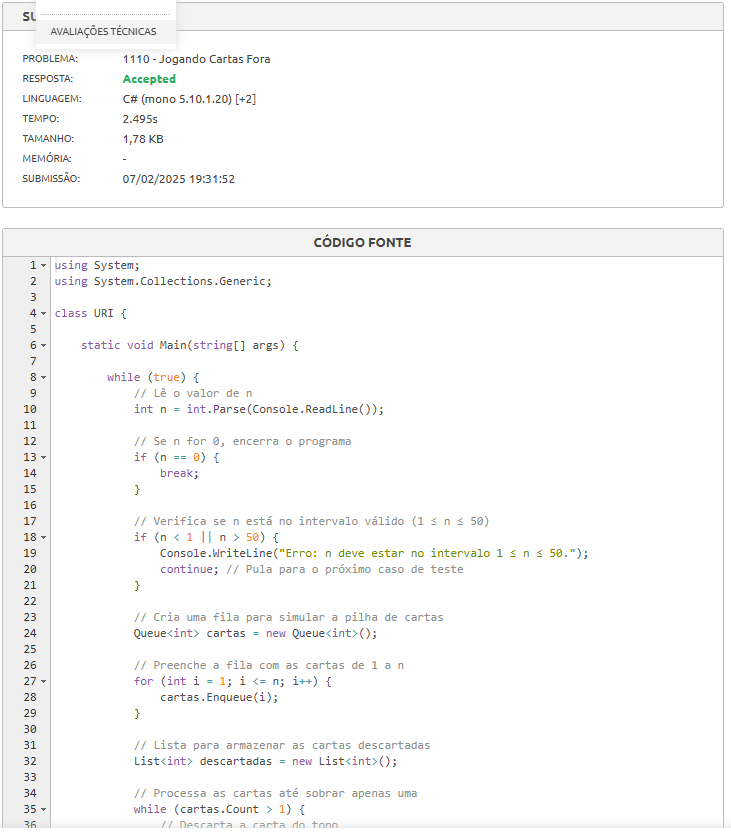 SU
AVALIAÇÕES TÉCNICAS
PROBLEMA: 1110 - Jogando Cartas Fora
RESPOSTA: Accepted
LINGUAGEM: C# (mono 5.10.1.20) [+2]
TEMPO: 2.495s
TAMANHO: 1,78 KB
MEMÓRIA: -
SUBMISSÃO: 07/02/2025 19:31:52
CÓDIGO FONTE
1 using System;
2 using System.Collections.Generic;
3
4 class URI {
5
6     static void Main(string[] args) {
7
8         while (true) {
9             // Lê o valor de n
10             int n = int.Parse(Console.ReadLine());
11
12             // Se n for 0, encerra o programa
13             if (n == 0) {
14                 break;
15             }
16
17             // Verifica se n está no intervalo válido (1 ≤ n ≤ 50)
18             if (n < 1 || n > 50) {
19                 Console.WriteLine("Erro: n deve estar no intervalo 1 ≤ n ≤ 50.");
20                 continue; // Pula para o próximo caso de teste
21             }
22
23             // Cria uma fila para simular a pilha de cartas
24             Queue<int> cartas = new Queue<int>();
25
26             // Preenche a fila com as cartas de 1 a n
27             for (int i = 1; i <= n; i++) {
28                 cartas.Enqueue(i);
29             }
30
31             // Lista para armazenar as cartas descartadas
32             List<int> descartadas = new List<int>();
33
34             // Processa as cartas até sobrar apenas uma
35             while (cartas.Count > 1) {
36                 // Descarta a carta do topo